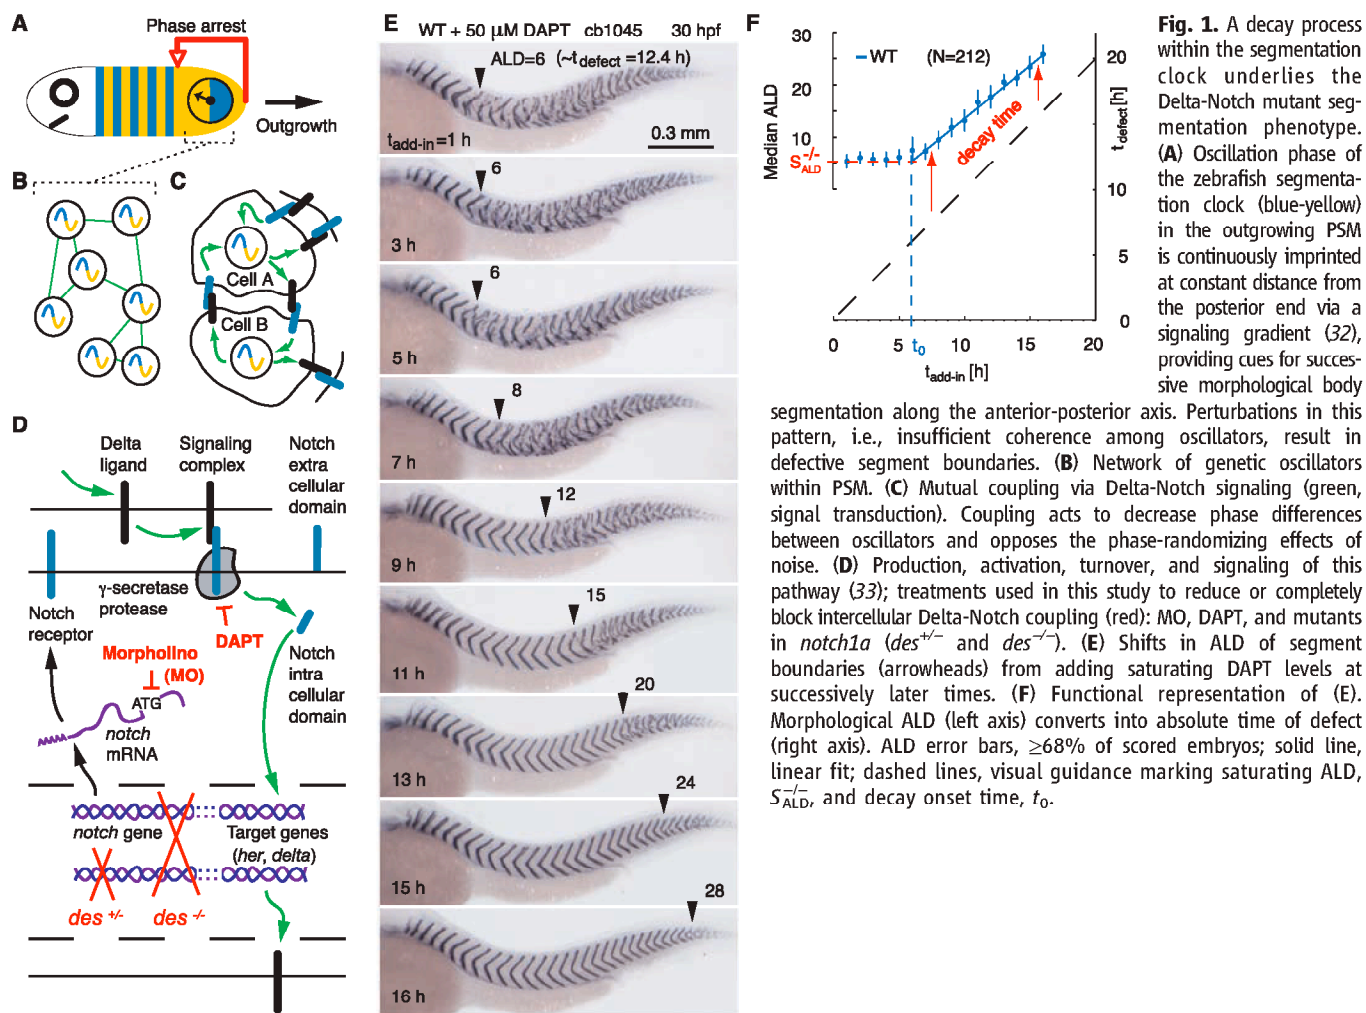 A
Phase arrest
Outgrowth
B
C
Cell A
Cell B
D
Delta
ligand
Signaling
complex
Notch
extra
cellular
domain
γ-secretase
protease
Notch
receptor
DAPT
Morpholino
(MO)
ATG
notch
mRNA
Notch
intra
cellular
domain
notch gene
Target genes
(her, delta)
des +/-
des -/-
E
WT + 50 µM DAPT cb1045 30 hpf
ALD=6 (~t defect =12.4 h)
0.3 mm
t add-in =1 h
6
3 h
6
5 h
8
7 h
12
9 h
15
11 h
20
13 h
24
15 h
28
16 h
F
WT (N=212)
Median ALD
30
20
10
S ALD -/-
decay time
t defect [h]
20
15
10
5
0
0 5 10 15 20
t0
t add-in [h]
Fig. 1. A decay process
within the segmentation
clock underlies the
Delta-Notch mutant seg-
mentation phenotype.
(A) Oscillation phase of
the zebrafish segmenta-
tion clock (blue-yellow)
in the outgrowing PSM
is continuously imprinted
at constant distance from
the posterior end via a
signaling gradient (32),
providing cues for succes-
sive morphological body
segmentation along the anterior-posterior axis. Perturbations in this
pattern, i.e., insufficient coherence among oscillators, result in
defective segment boundaries. (B) Network of genetic oscillators
within PSM. (C) Mutual coupling via Delta-Notch signaling (green,
signal transduction). Coupling acts to decrease phase differences
between oscillators and opposes the phase-randomizing effects of
noise. (D) Production, activation, turnover, and signaling of this
pathway (33); treatments used in this study to reduce or completely
block intercellular Delta-Notch coupling (red): MO, DAPT, and mutants
in notch1a (des+/− and des−/−). (E) Shifts in ALD of segment
boundaries (arrowheads) from adding saturating DAPT levels at
successively later times. (F) Functional representation of (E).
Morphological ALD (left axis) converts into absolute time of defect
(right axis). ALD error bars, ≥68% of scored embryos; solid line,
linear fit; dashed lines, visual guidance marking saturating ALD,
S−/−ALD, and decay onset time, t0.